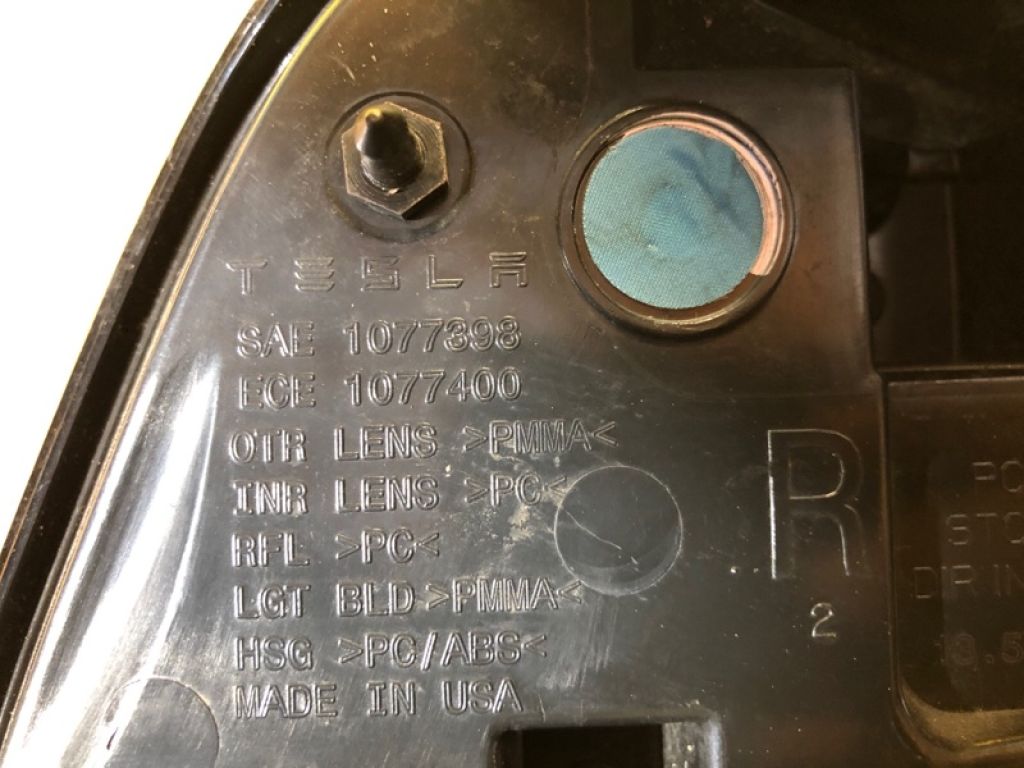 TESLA
SAE 1077398
ECE 1077400
OTR LENS >PMMA<
INR LENS >PC<
RFL >PC<
LGT BLD >PMMA<
HSG >PC/ABS<
MADE IN USA
R
2